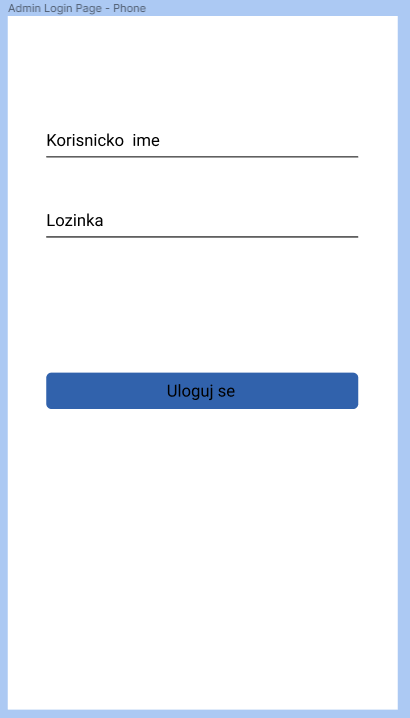 Admin Login Page - Phone
Korisnicko  ime
Lozinka
Uloguj se